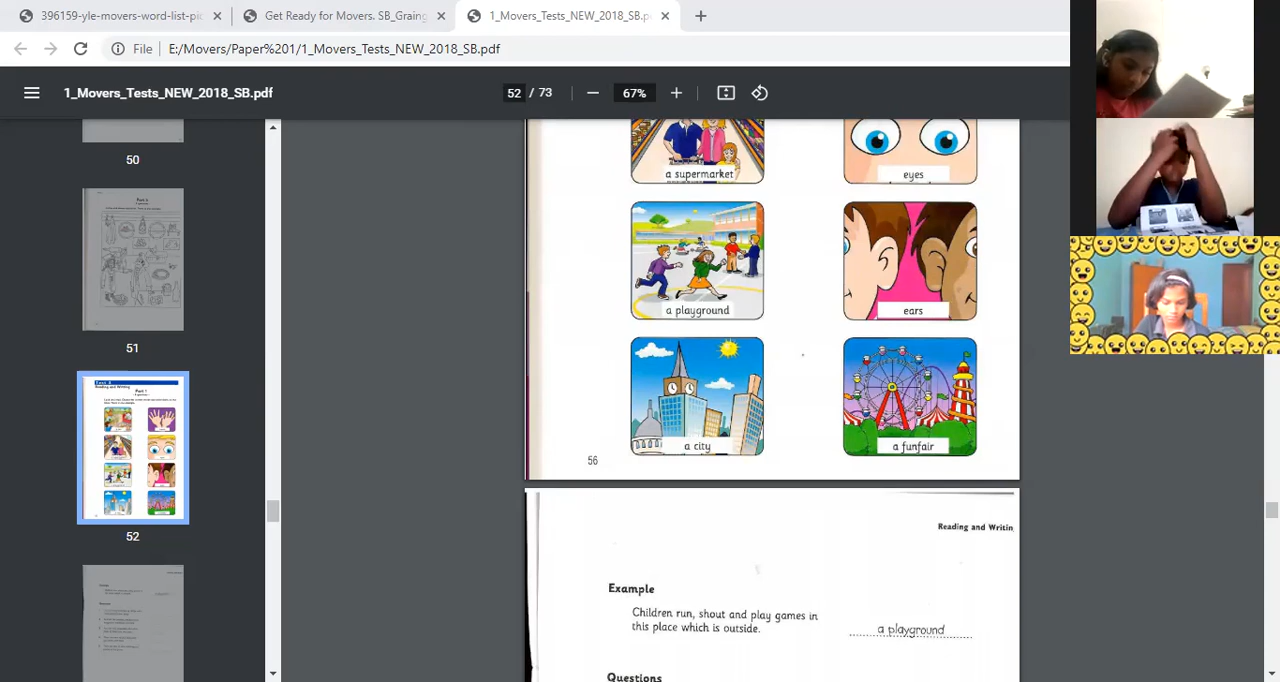 396159-yle-movers-word-list-pic
Get Ready for Movers. SB_Graing
1_Movers_Tests_NEW_2018_SB.p
File
E:/Movers/Paper%201/1_Movers_Tests_NEW_2018_SB.pdf
1_Movers_Tests_NEW_2018_SB.pdf
52 / 73
67%
50
51
52
a supermarket
eyes
a playground
ears
a city
a funfair
56
Reading and Writin
Example
Children run, shout and play games in
this place which is outside.
a playground
Questions